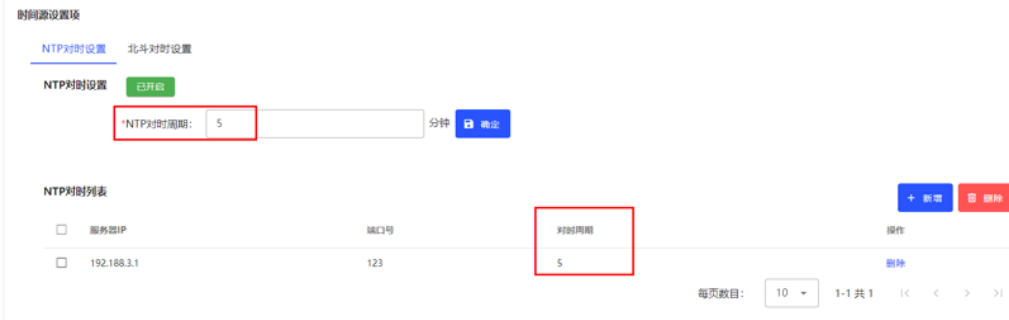 时间源设置项
NTP对时设置 北斗对时设置
NTP对时设置 已开启
*NTP对时周期： 5 分钟 确定
NTP对时列表 + 新增 删除
服务器IP 端口号 对时周期 操作
192.188.3.1 123 5 删除
每页数目： 10 1-1 共 1